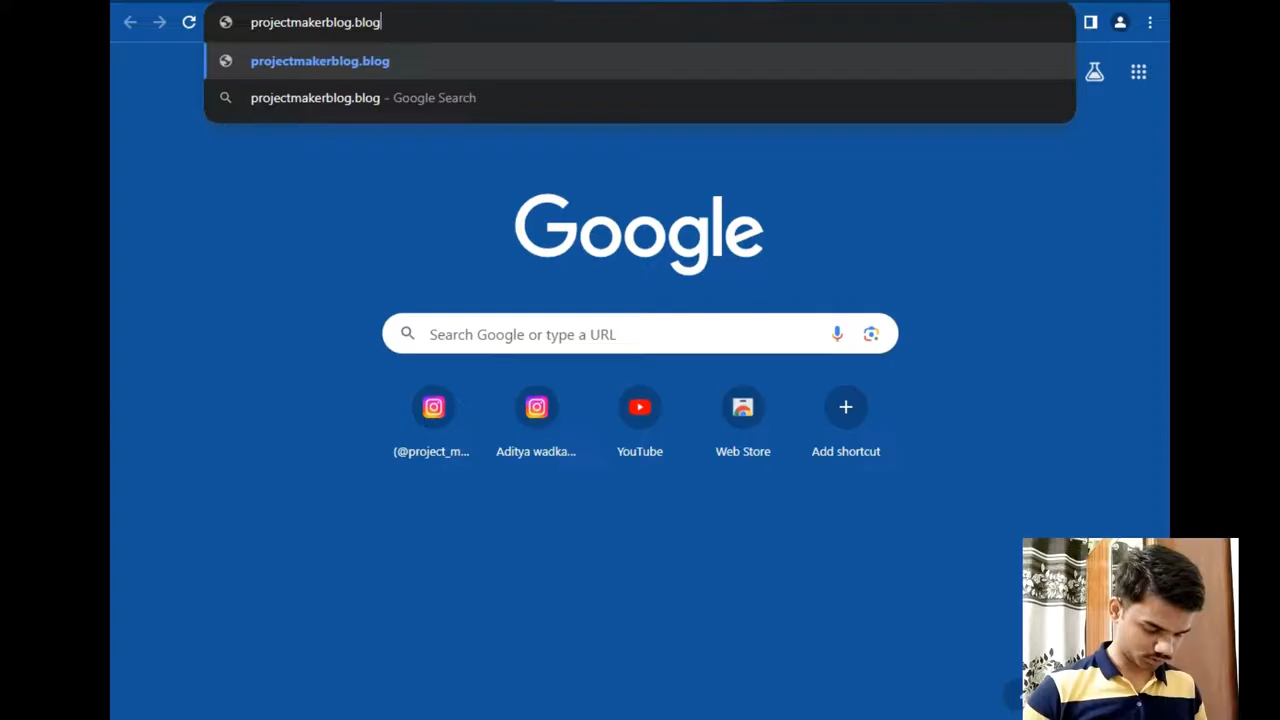 projectmakerblog.blog
projectmakerblog.blog
projectmakerblog.blog - Google Search
Google
Search Google or type a URL
(@project_m...
Aditya wadka...
YouTube
Web Store
Add shortcut